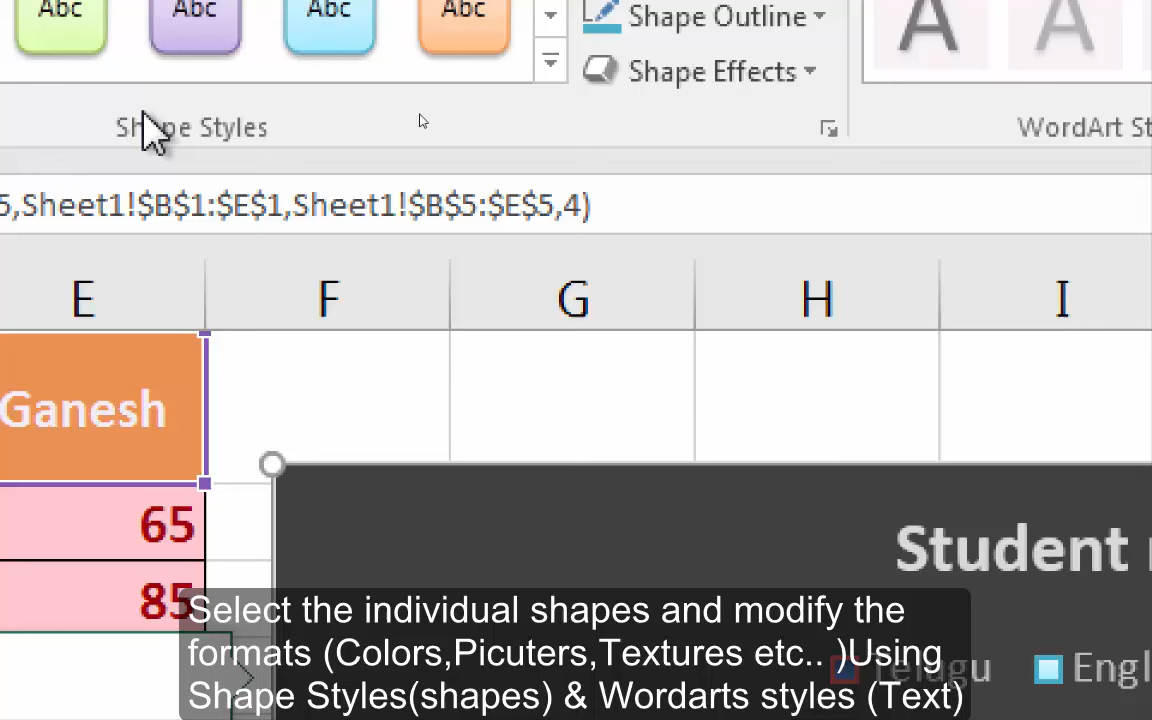 Abc Abc Abc Abc
Shape Outline
Shape Effects
A A
Shape Styles
WordArt St
5,Sheet1!$B$1:$E$1,Sheet1!$B$5:$E$5,4)
E F G H I
Ganesh
65
Student
85
Telugu Engl
Select the individual shapes and modify the
formats (Colors,Picuters,Textures etc.. )Using
Shape Styles(shapes) & Wordarts styles (Text)